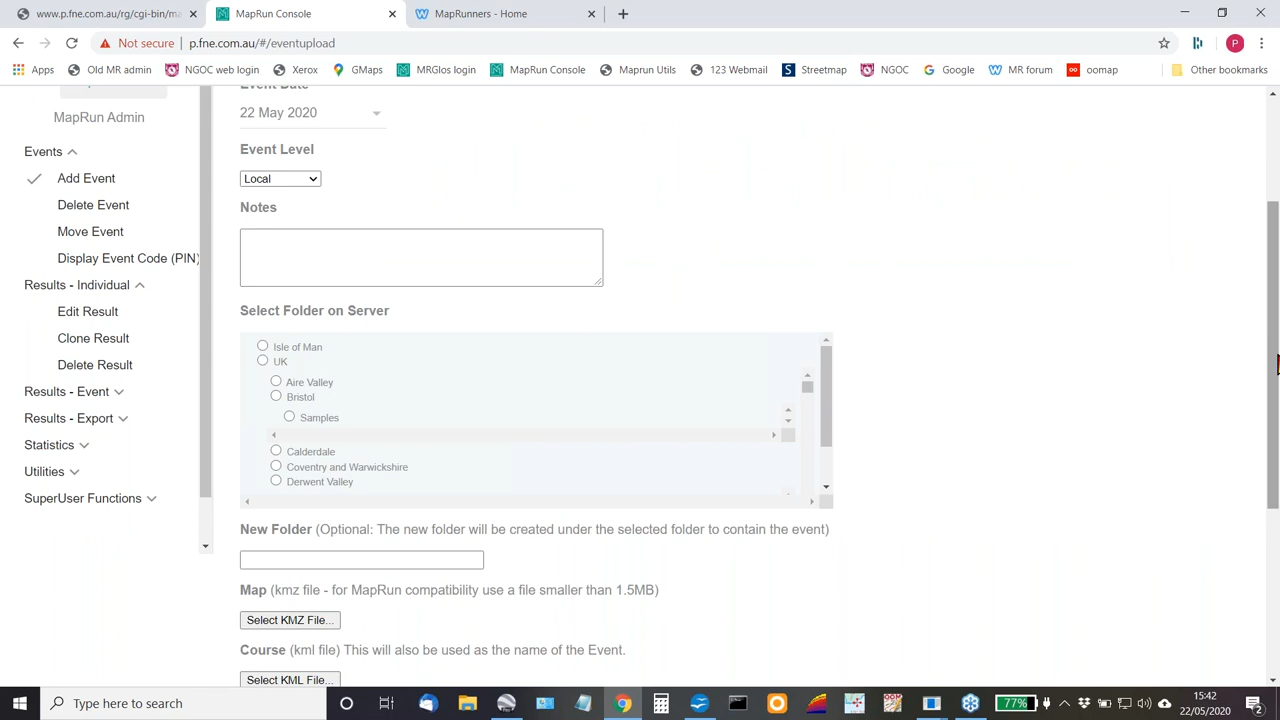 www.p.fne.com.au/rg/cgi-bin/ma
MapRun Console
MapRunners - Home
Not secure
p.fne.com.au/#/eventupload
P
Apps
Old MR admin
NGOC web login
Xerox
GMaps
MRGlos login
MapRun Console
Maprun Utils
123 Webmail
Streetmap
NGOC
Google
MR forum
oomap
Other bookmarks
MapRun Admin
Events
Add Event
Delete Event
Move Event
Display Event Code (PIN)
Results - Individual
Edit Result
Clone Result
Delete Result
Results - Event
Results - Export
Statistics
Utilities
SuperUser Functions
Event Date
22 May 2020
Event Level
Local
Notes
Select Folder on Server
Isle of Man
UK
Aire Valley
Bristol
Samples
Calderdale
Coventry and Warwickshire
Derwent Valley
New Folder (Optional: The new folder will be created under the selected folder to contain the event)
Map (kmz file - for MapRun compatibility use a file smaller than 1.5MB)
Select KMZ File...
Course (kml file) This will also be used as the name of the Event.
Select KML File...
Type here to search
77%
15:42
22/05/2020
2